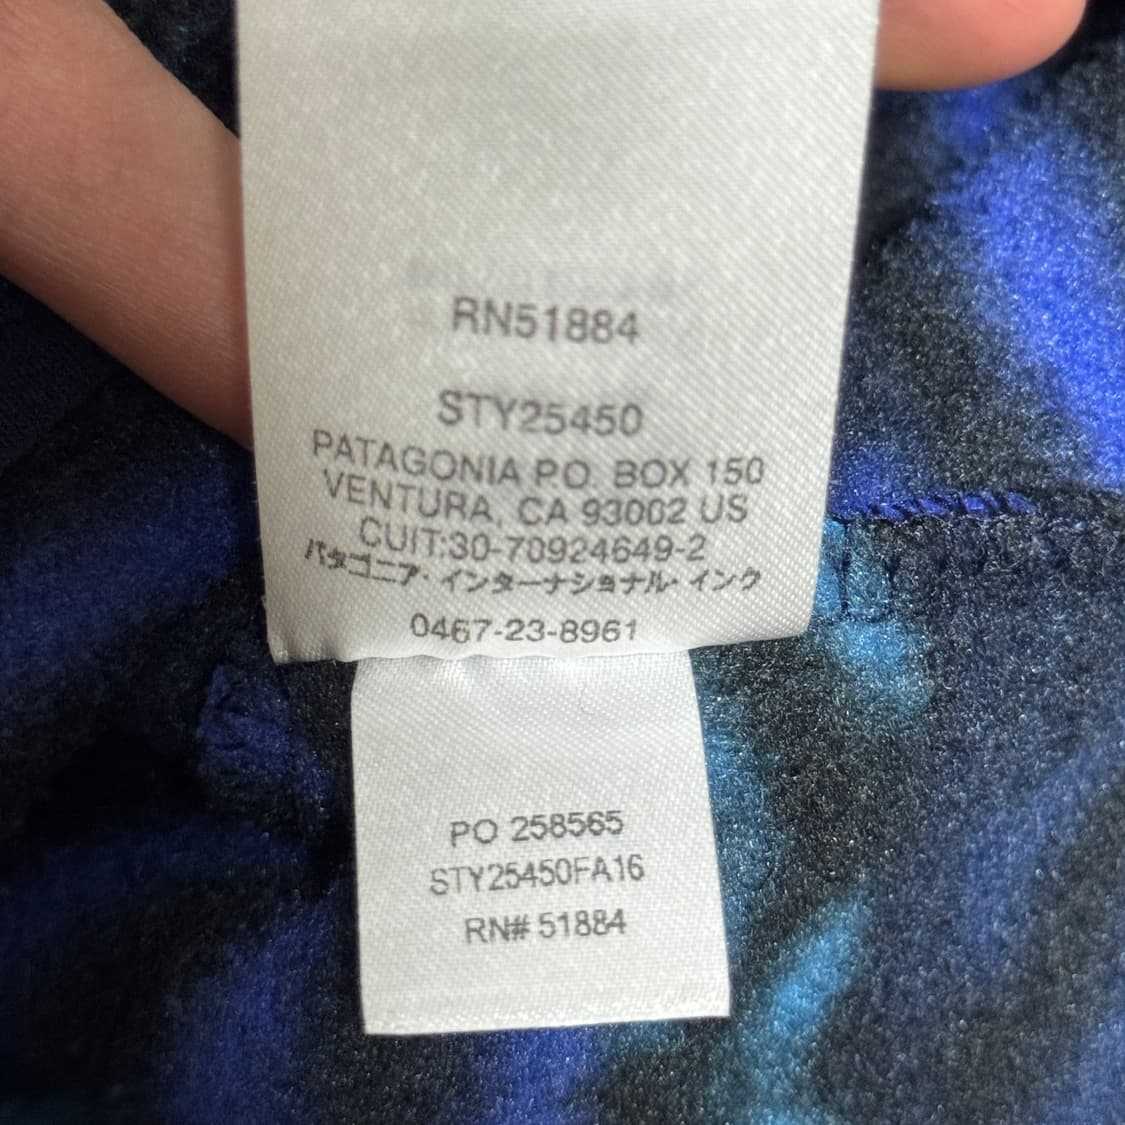 RN51884
STY25450
PATAGONIA P.O. BOX 150
VENTURA, CA 93002 US
CUIT:30-70924649-2
パタゴニア・インターナショナル・インク
0467-23-8961
PO 258565
STY25450FA16
RN# 51884